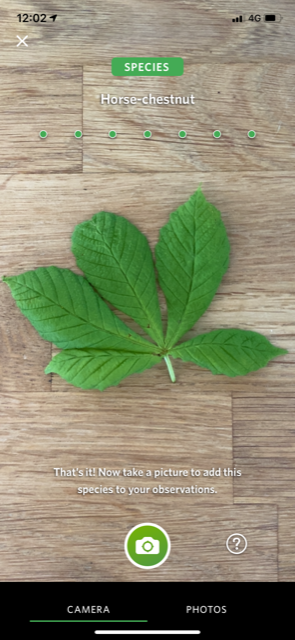 12:02
4G
SPECIES
Horse-chestnut
That's it! Now take a picture to add this
species to your observations.
?
CAMERA
PHOTOS